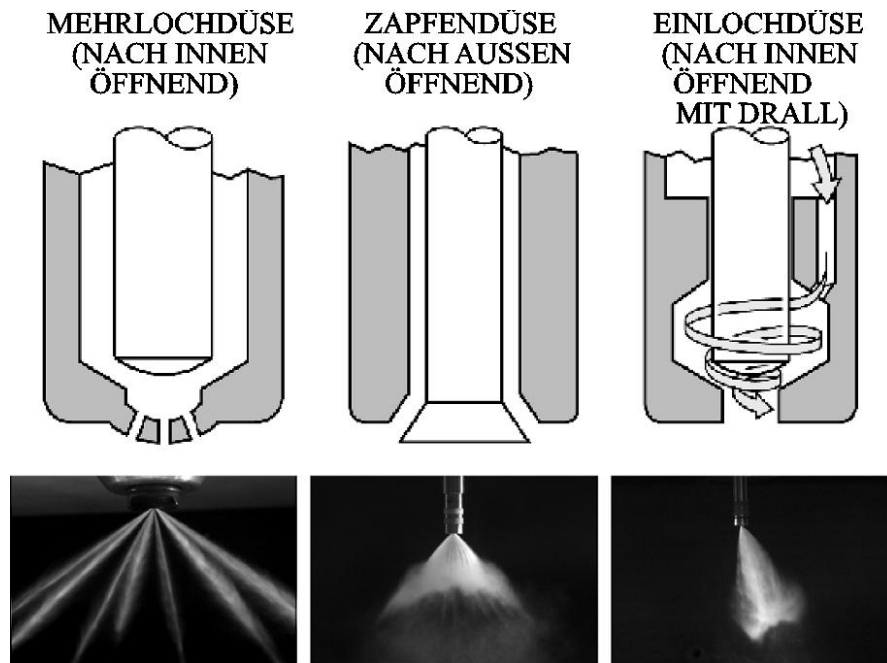 MEHRLOCHDÜSE
(NACH INNEN
ÖFFNEND)
ZAPFENDÜSE
(NACH AUSSEN
ÖFFNEND)
EINLOCHDÜSE
(NACH INNEN
ÖFFNEND
MIT DRALL)